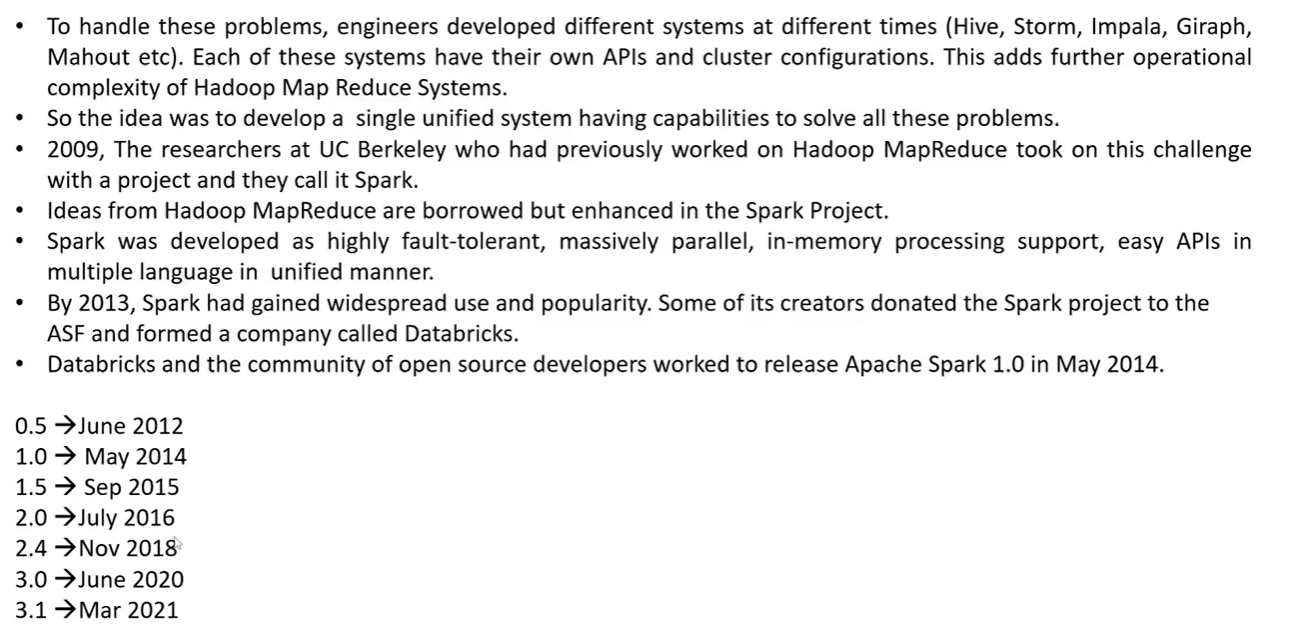 • To handle these problems, engineers developed different systems at different times (Hive, Storm, Impala, Giraph,
Mahout etc). Each of these systems have their own APIs and cluster configurations. This adds further operational
complexity of Hadoop Map Reduce Systems.
• So the idea was to develop a  single unified system having capabilities to solve all these problems.
• 2009, The researchers at UC Berkeley who had previously worked on Hadoop MapReduce took on this challenge
with a project and they call it Spark.
• Ideas from Hadoop MapReduce are borrowed but enhanced in the Spark Project.
• Spark was developed as highly fault-tolerant, massively parallel, in-memory processing support, easy APIs in
multiple language in  unified manner.
• By 2013, Spark had gained widespread use and popularity. Some of its creators donated the Spark project to the
ASF and formed a company called Databricks.
• Databricks and the community of open source developers worked to release Apache Spark 1.0 in May 2014.
0.5 →June 2012
1.0 → May 2014
1.5 → Sep 2015
2.0 →July 2016
2.4 →Nov 2018
3.0 →June 2020
3.1 →Mar 2021